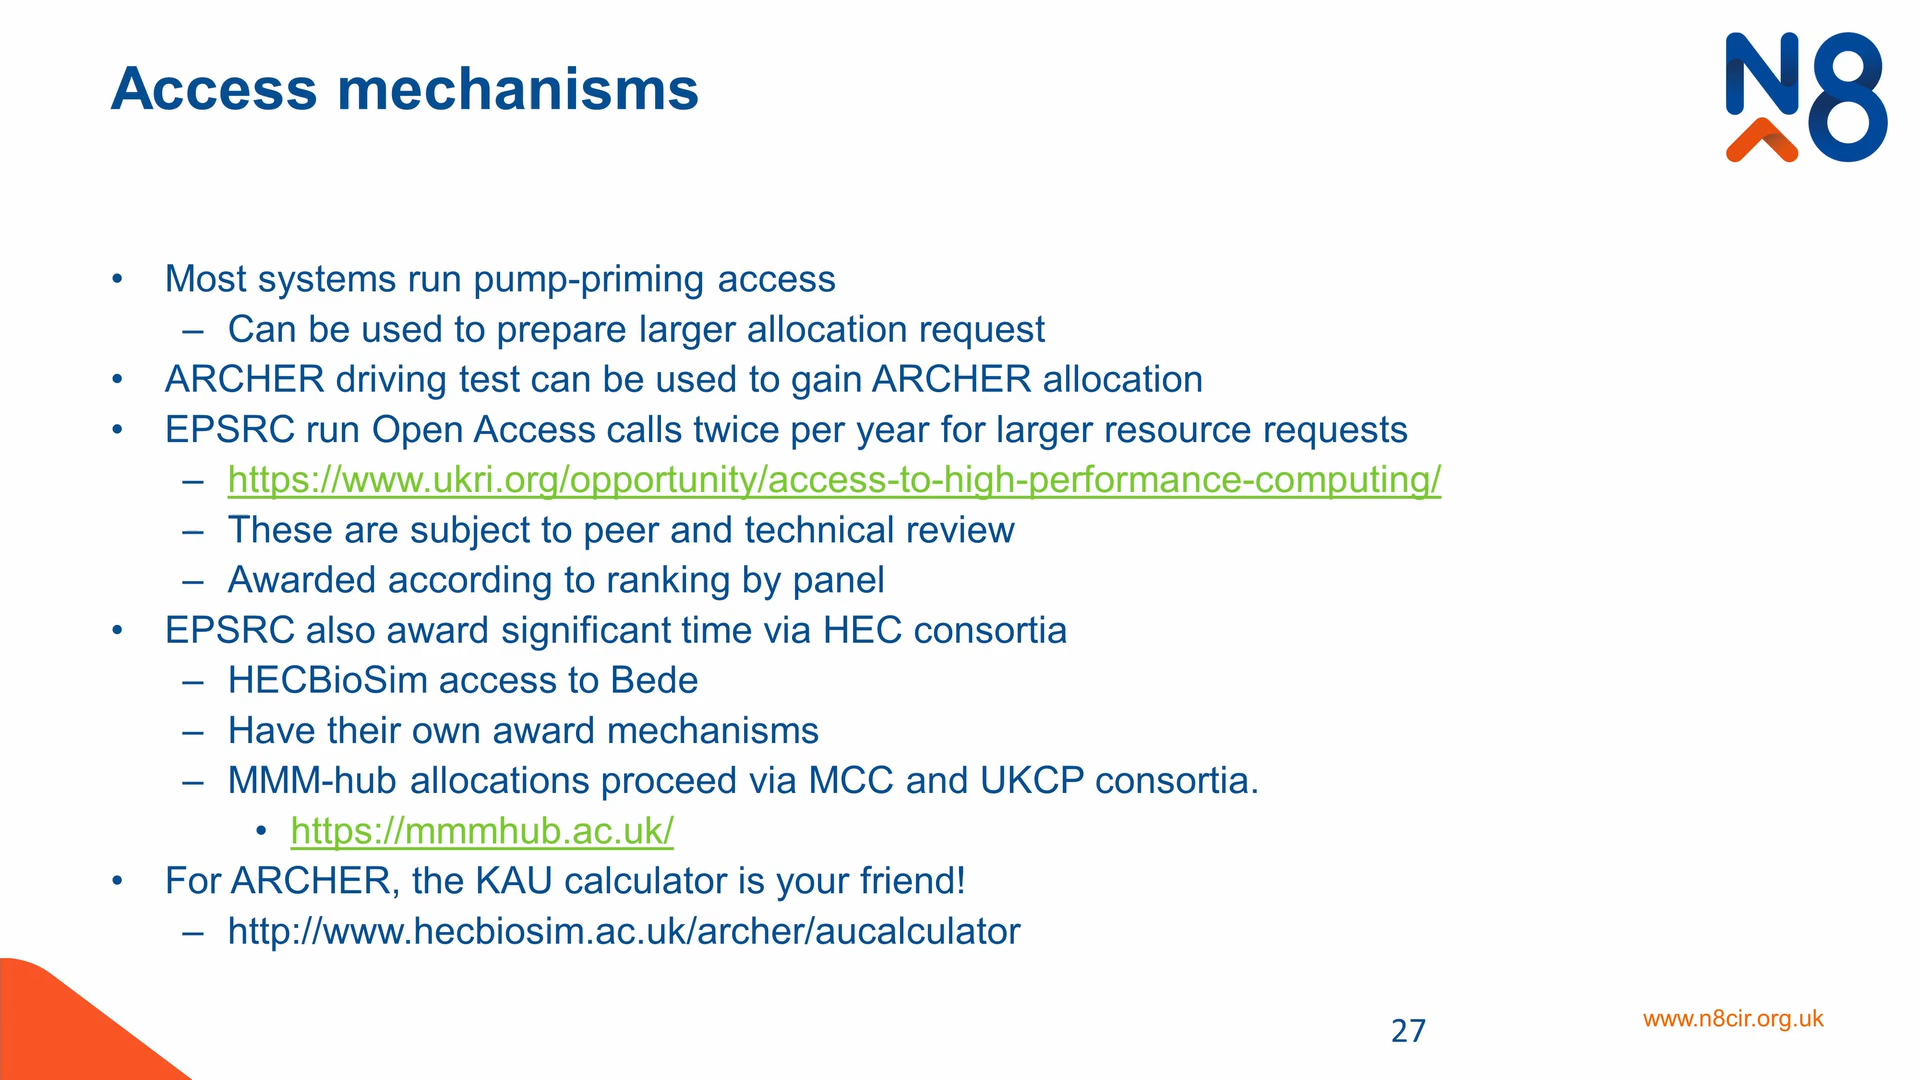 Access mechanisms
N8
• Most systems run pump-priming access
– Can be used to prepare larger allocation request
• ARCHER driving test can be used to gain ARCHER allocation
• EPSRC run Open Access calls twice per year for larger resource requests
– https://www.ukri.org/opportunity/access-to-high-performance-computing/
– These are subject to peer and technical review
– Awarded according to ranking by panel
• EPSRC also award significant time via HEC consortia
– HECBioSim access to Bede
– Have their own award mechanisms
– MMM-hub allocations proceed via MCC and UKCP consortia.
• https://mmmhub.ac.uk/
• For ARCHER, the KAU calculator is your friend!
– http://www.hecbiosim.ac.uk/archer/aucalculator
27
www.n8cir.org.uk